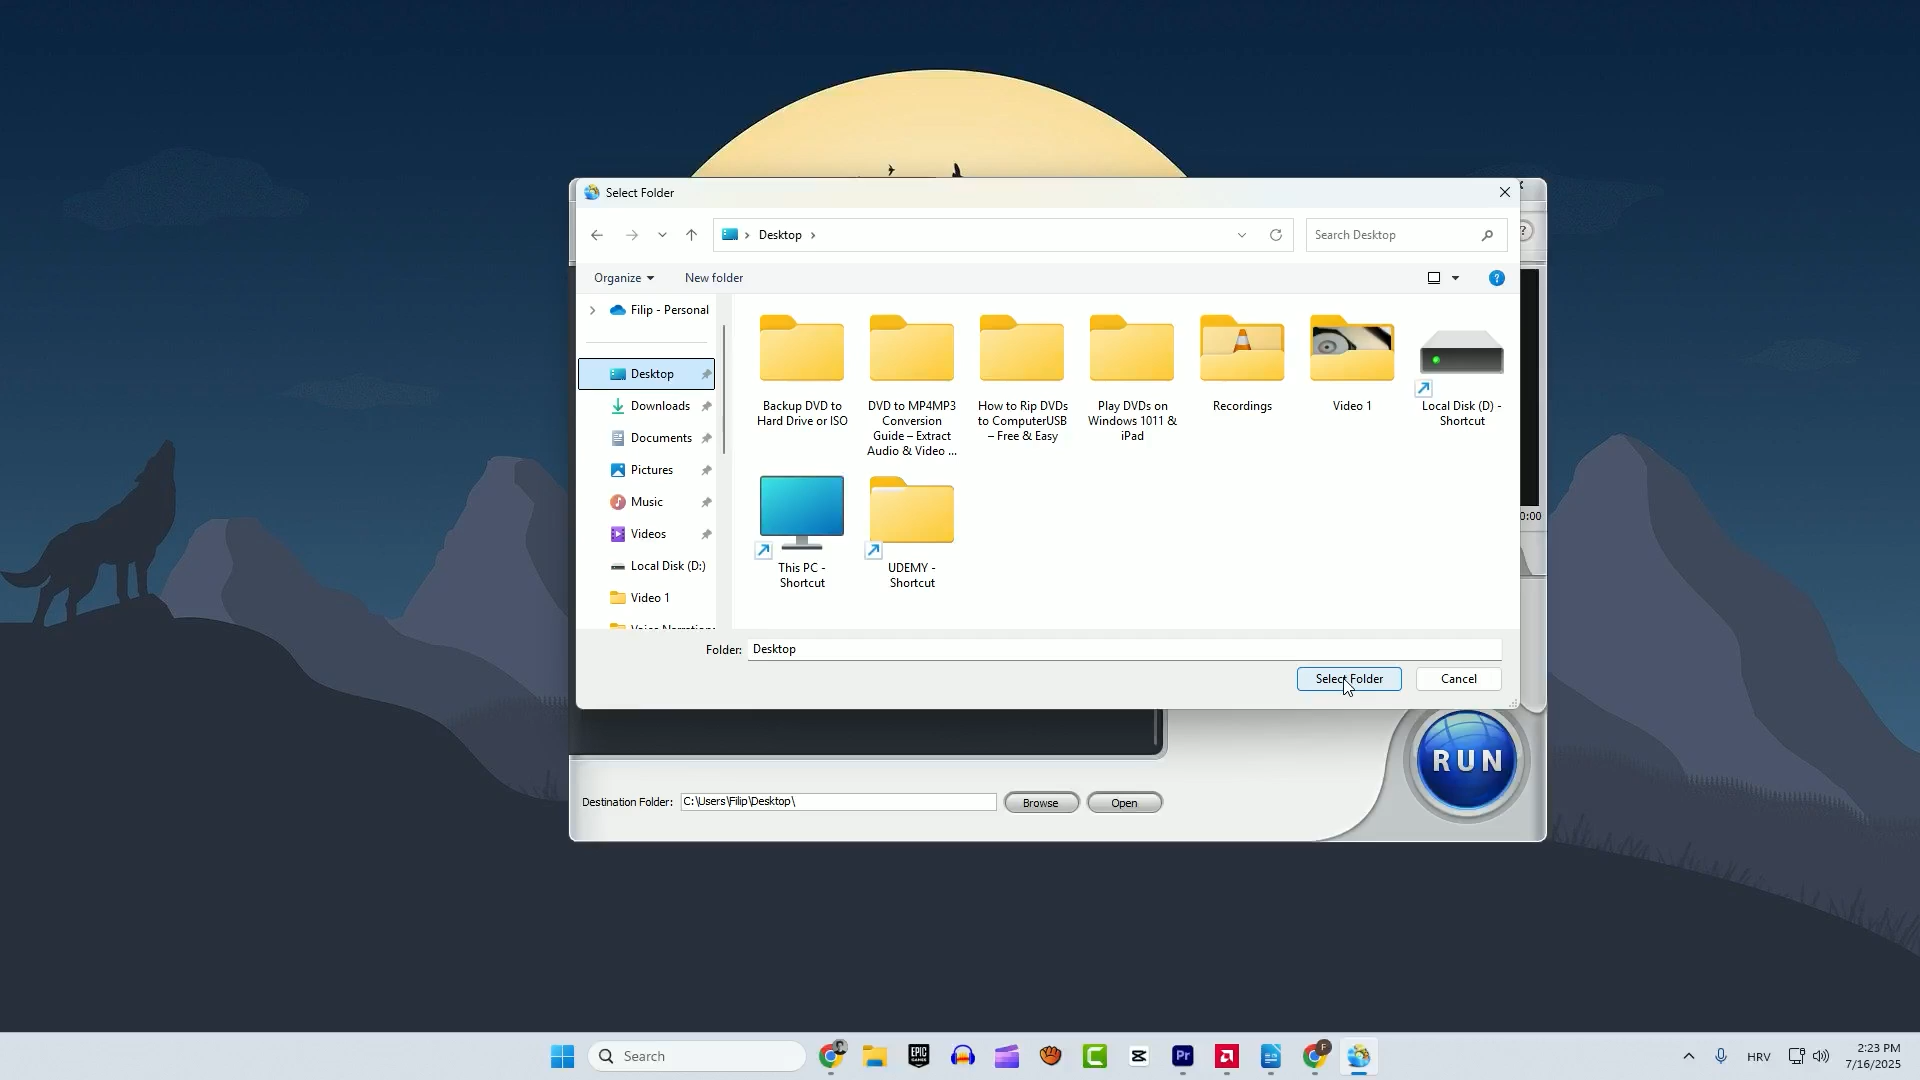 Select Folder
Desktop
Search Desktop
Organize
New folder
Filip - Personal
Desktop
Downloads
Documents
Pictures
Music
Videos
Local Disk (D:)
Video 1
Backup DVD to
Hard Drive or ISO
DVD to MP4MP3
Conversion
Guide – Extract
Audio & Video ...
How to Rip DVDs
to ComputerUSB
– Free & Easy
Play DVDs on
Windows 1011 &
iPad
Recordings
Video 1
Local Disk (D) -
Shortcut
This PC -
Shortcut
UDEMY -
Shortcut
0:00
Folder: Desktop
Select Folder
Cancel
RUN
Destination Folder: C:\Users\Filip\Desktop\
Browse
Open
Search
EPIC
GAMES
Pr
F
HRV
2:23 PM
7/16/2025